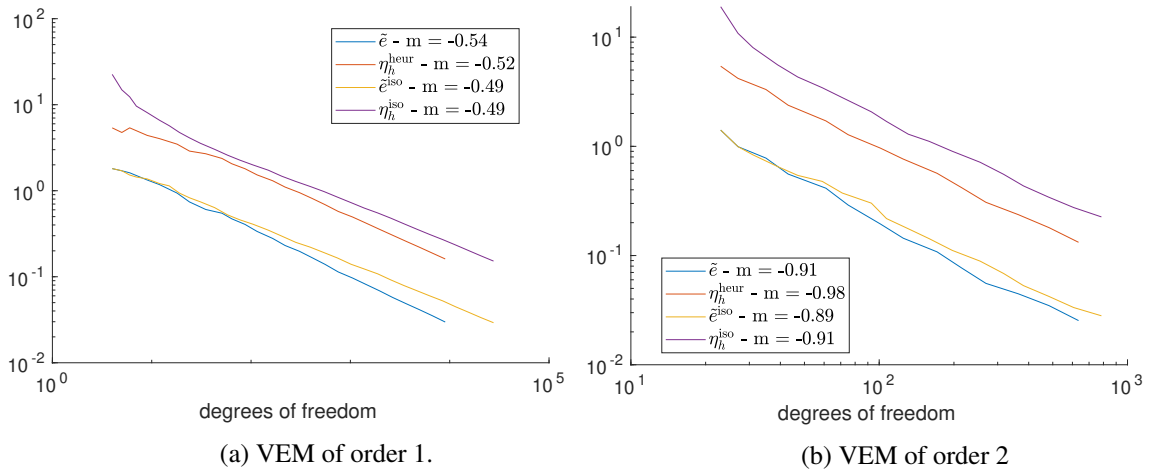 10^2
10^1
10^0
10^-1
10^-2
10^0
10^5
degrees of freedom
ẽ - m = -0.54
η_h^heur - m = -0.52
ẽ^iso - m = -0.49
η_h^iso - m = -0.49
(a) VEM of order 1.
10^1
10^0
10^-1
10^-2
10^1
10^2
10^3
degrees of freedom
ẽ - m = -0.91
η_h^heur - m = -0.98
ẽ^iso - m = -0.89
η_h^iso - m = -0.91
(b) VEM of order 2